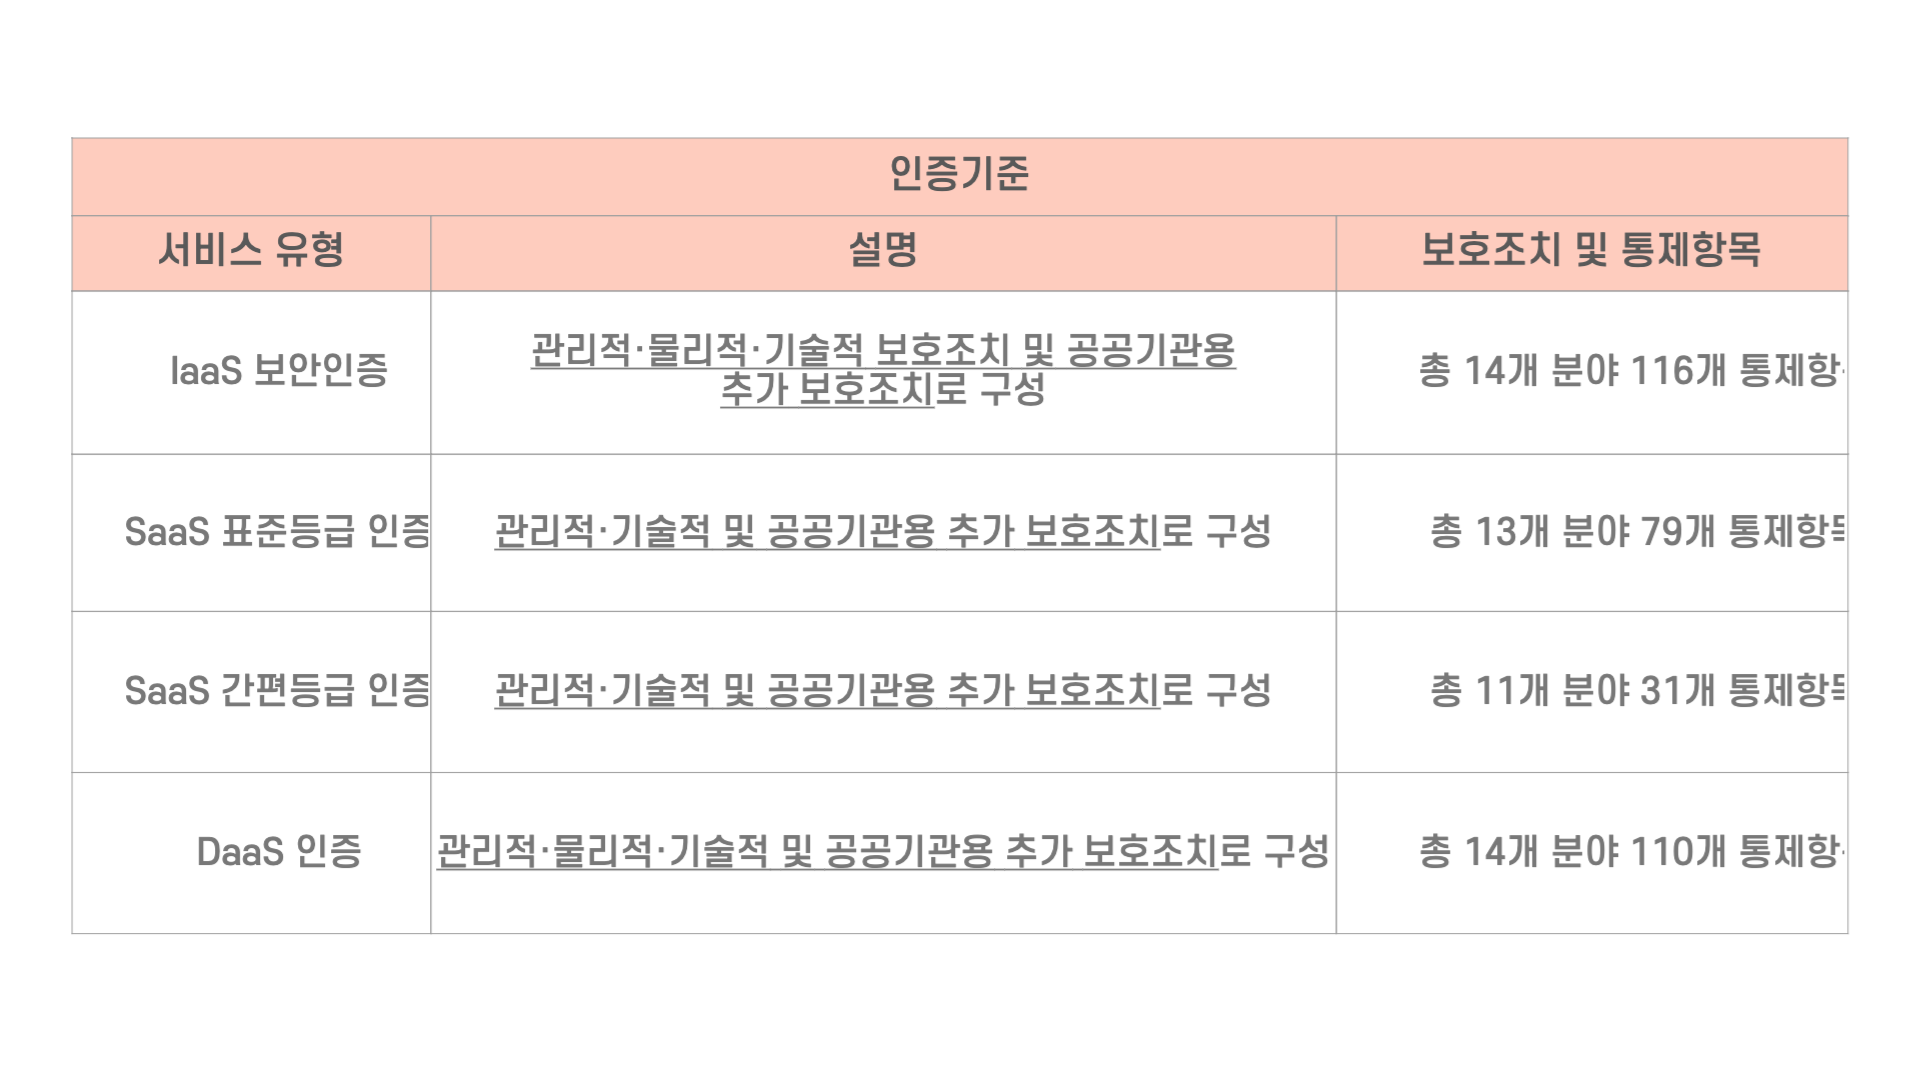 인증기준
서비스 유형 설명 보호조치 및 통제항목
IaaS 보안인증
관리적·물리적·기술적 보호조치 및 공공기관용
추가 보호조치로 구성
총 14개 분야 116개 통제항
SaaS 표준등급 인증 관리적·기술적 및 공공기관용 추가 보호조치로 구성 총 13개 분야 79개 통제항목
SaaS 간편등급 인증 관리적·기술적 및 공공기관용 추가 보호조치로 구성 총 11개 분야 31개 통제항목
DaaS 인증 관리적·물리적·기술적 및 공공기관용 추가 보호조치로 구성 총 14개 분야 110개 통제항